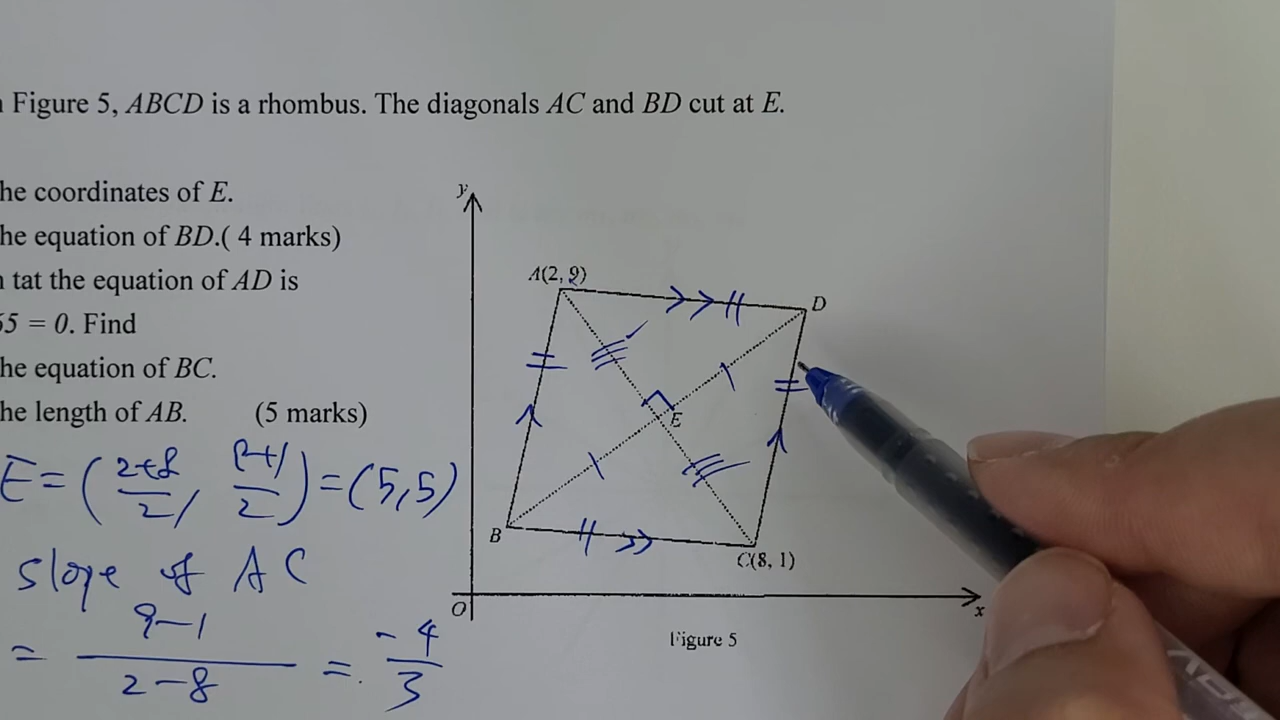 Figure 5, ABCD is a rhombus. The diagonals AC and BD cut at E.
he coordinates of E.
he equation of BD.( 4 marks)
tat the equation of AD is
65 = 0. Find
he equation of BC.
he length of AB. (5 marks)
E = ( 2+8 / 2 , 9+1 / 2 ) = (5,5)
slope of AC
= 9-1 / 2-8 = -4/3
y
A(2, 9)
D
E
B
C(8, 1)
O
x
Figure 5